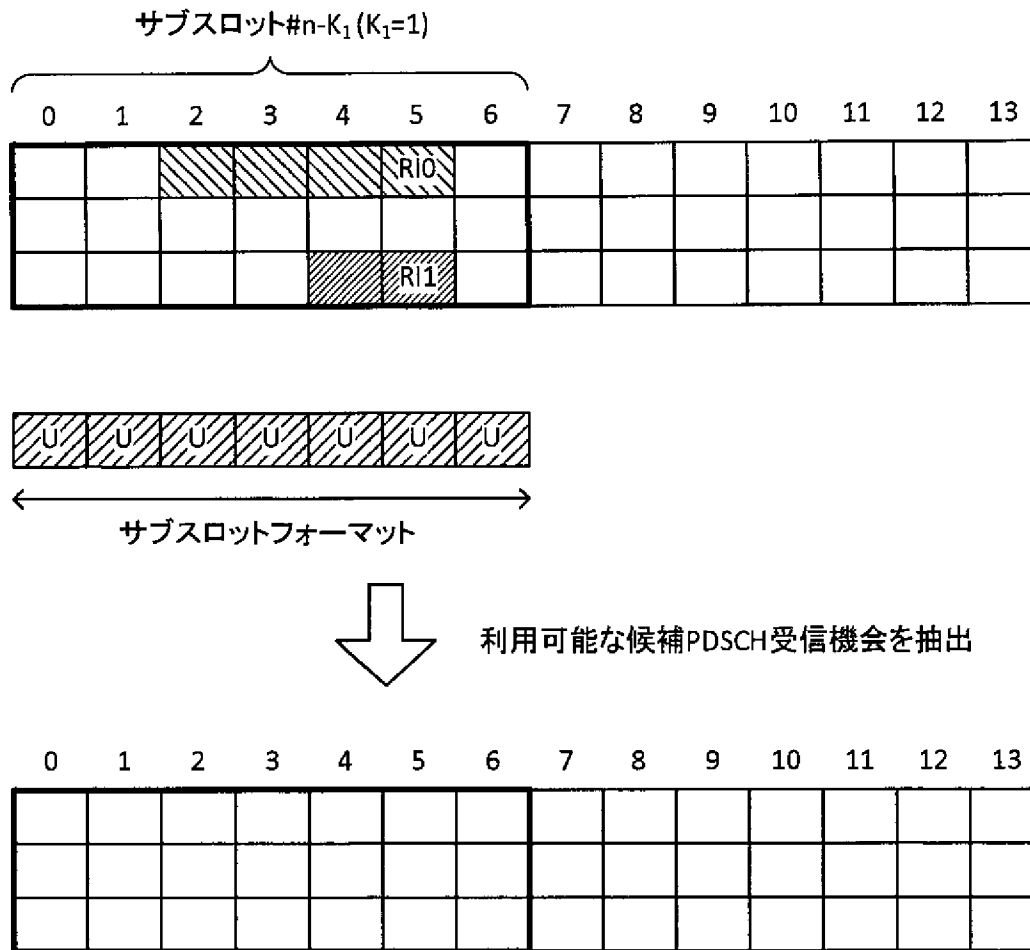 サブスロット#n-K₁(K₁=1)
0 1 2 3 4 5 6 7 8 9 10 11 12 13
RI0
RI1
U U U U U U U
サブスロットフォーマット
利用可能な候補PDSCH受信機会を抽出
0 1 2 3 4 5 6 7 8 9 10 11 12 13